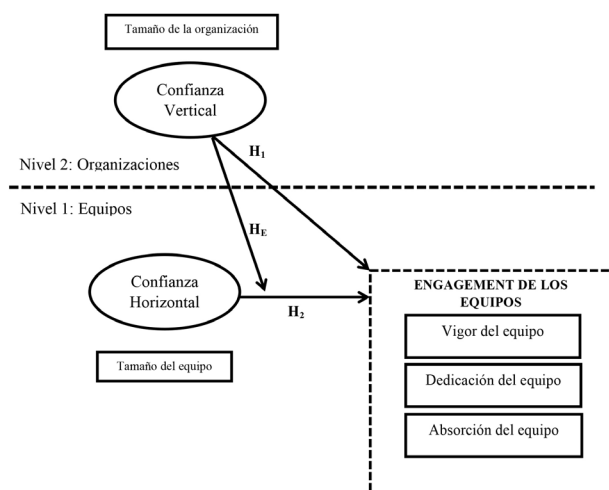 Tamaño de la organización
Confianza
Vertical
H1
Nivel 2: Organizaciones
Nivel 1: Equipos
HE
Confianza
Horizontal
H2
ENGAGEMENT DE LOS
EQUIPOS
Vigor del equipo
Dedicación del equipo
Absorción del equipo
Tamaño del equipo